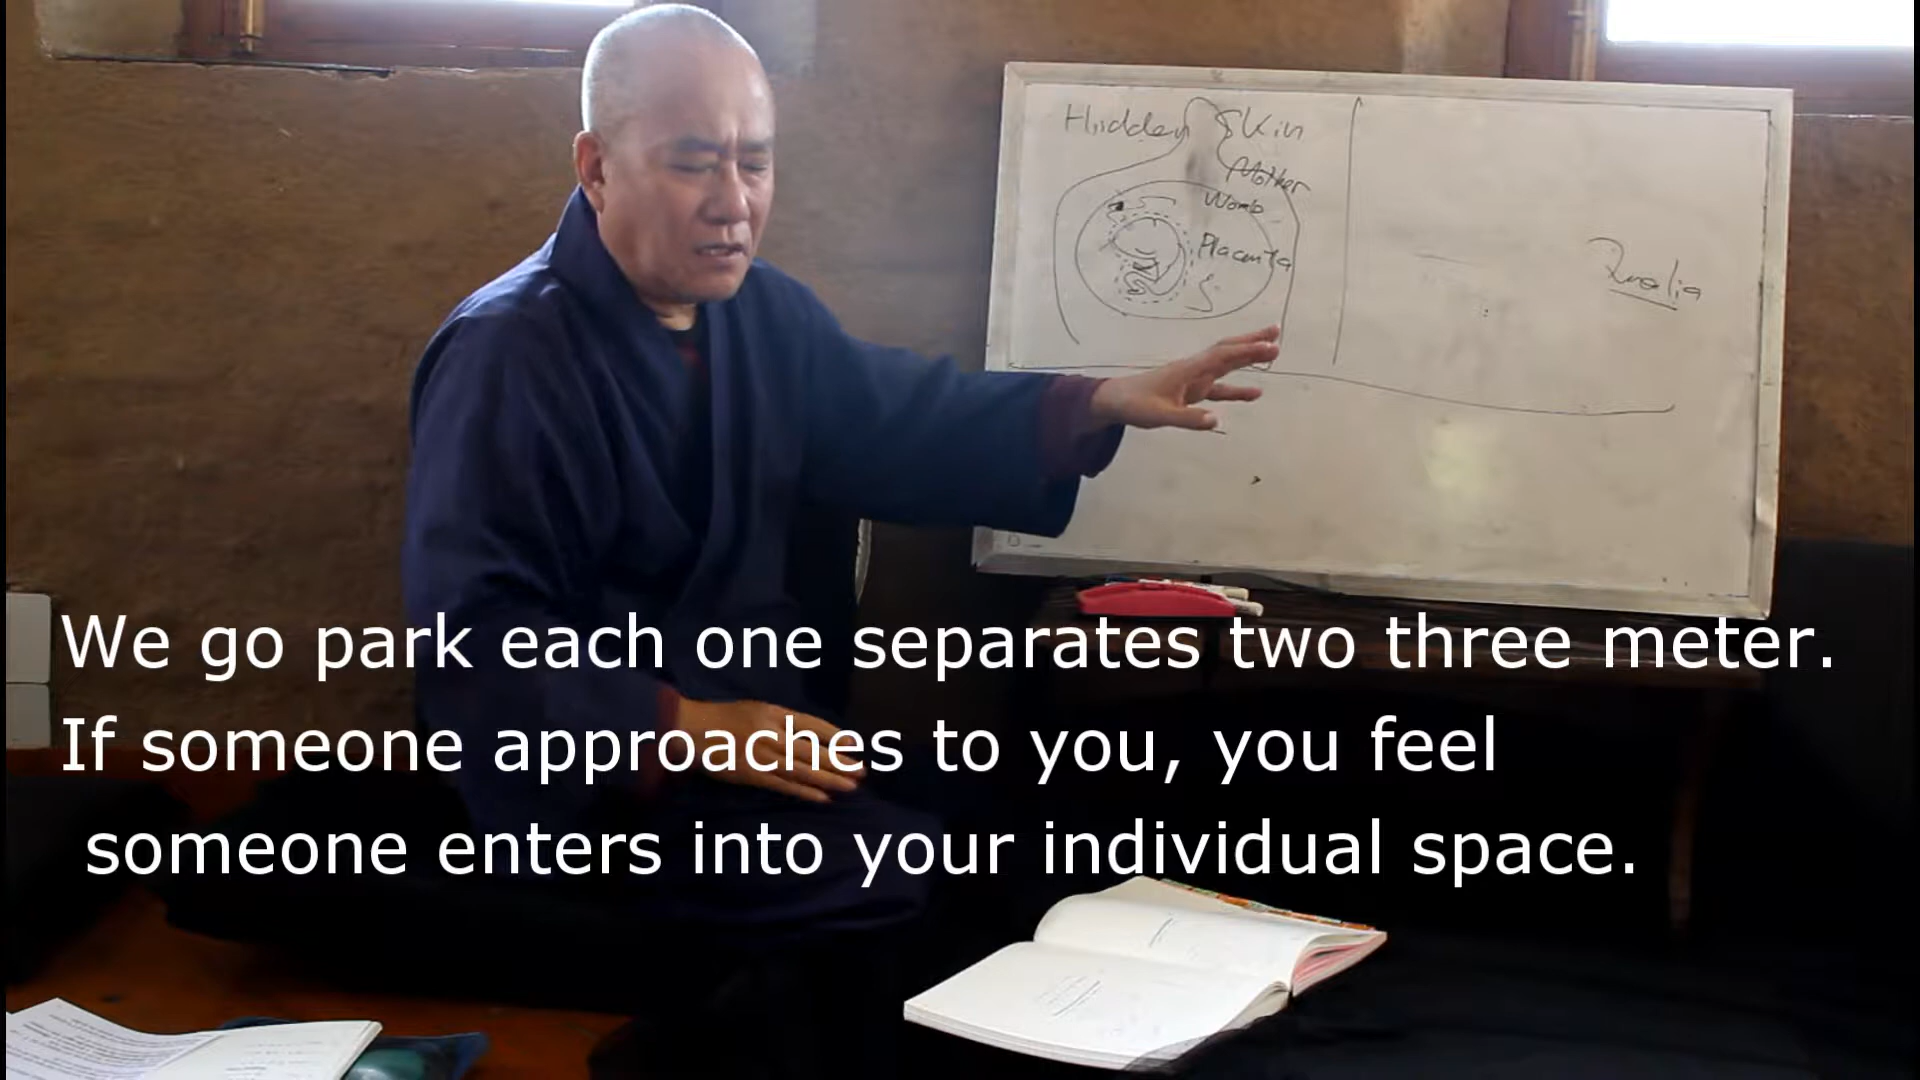 Hidden Skin
Mother
Womb
Placenta
Qualia
We go park each one separates two three meter.
If someone approaches to you, you feel
someone enters into your individual space.